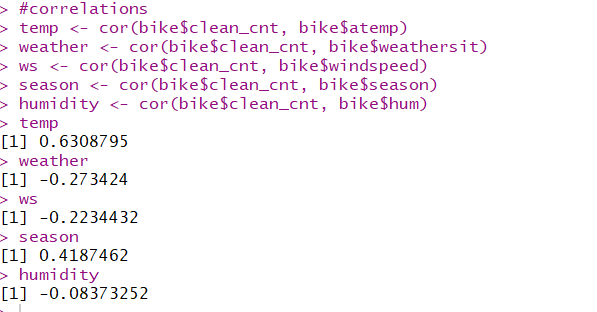 > #correlations
> temp <- cor(bike$clean_cnt, bike$atemp)
> weather <- cor(bike$clean_cnt, bike$weathersit)
> ws <- cor(bike$clean_cnt, bike$windspeed)
> season <- cor(bike$clean_cnt, bike$season)
> humidity <- cor(bike$clean_cnt, bike$hum)
> temp
[1] 0.6308795
> weather
[1] -0.273424
> ws
[1] -0.2234432
> season
[1] 0.4187462
> humidity
[1] -0.08373252
>